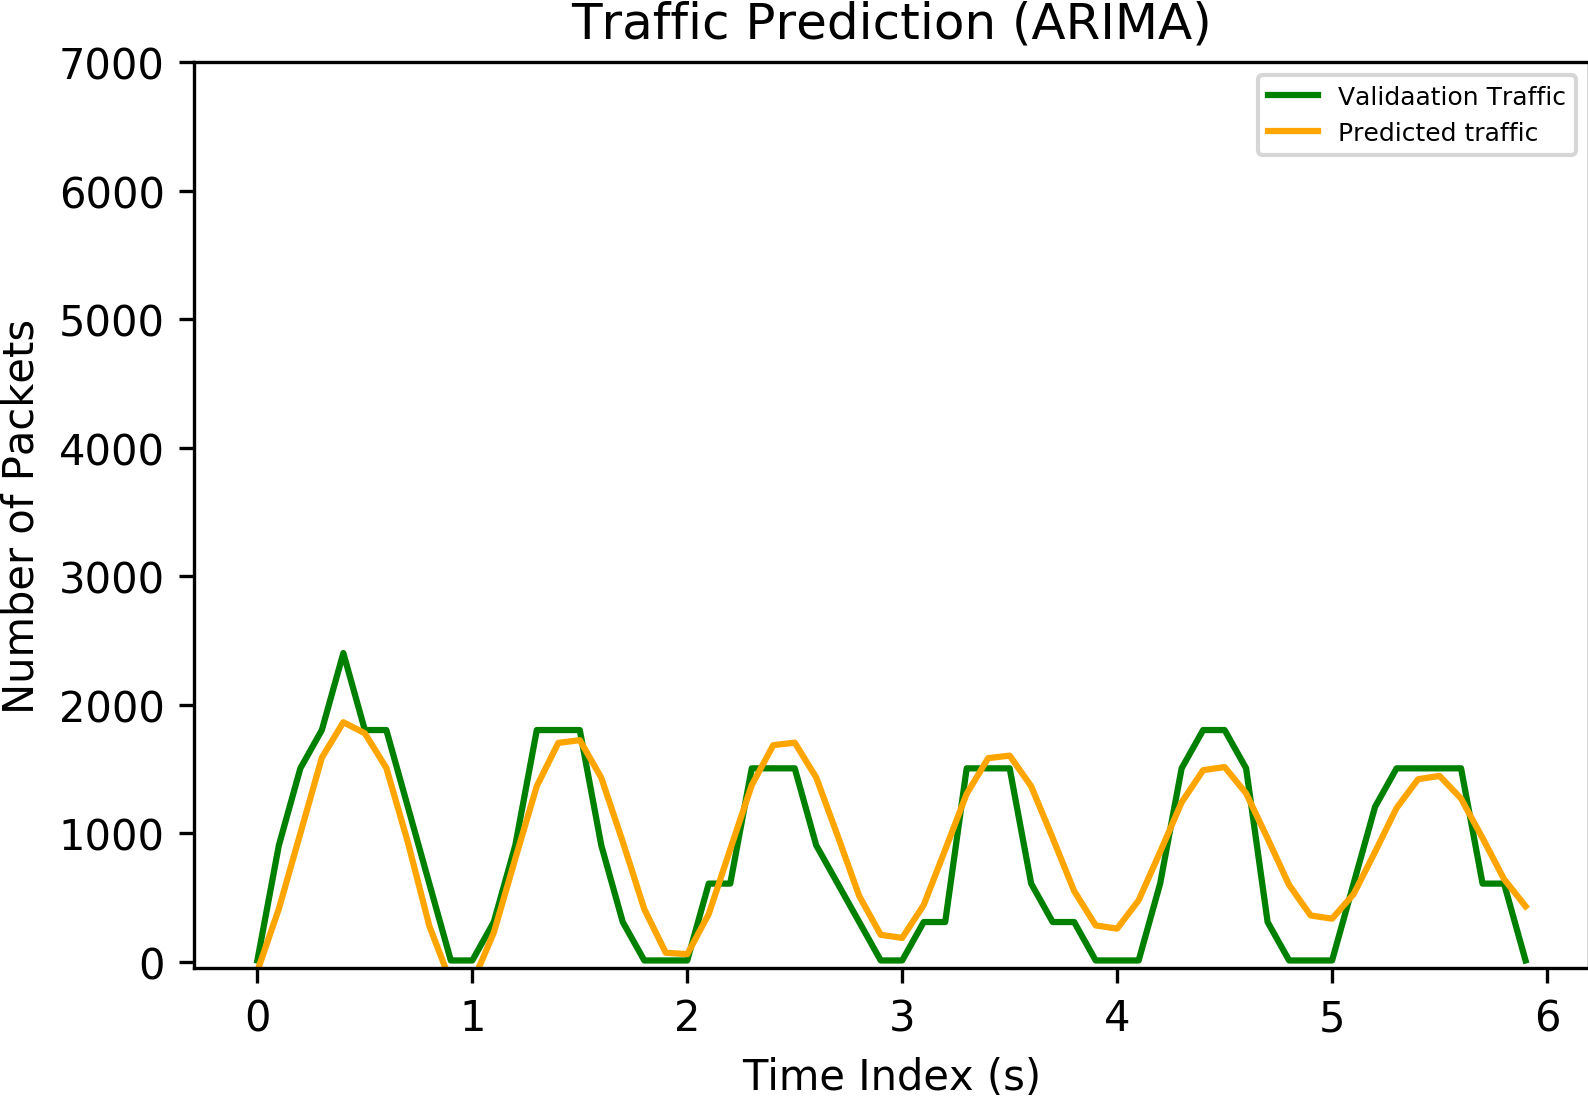 Traffic Prediction (ARIMA)
7000
6000
5000
4000
3000
2000
1000
0
Number of Packets
Validaation Traffic
Predicted traffic
0 1 2 3 4 5 6
Time Index (s)